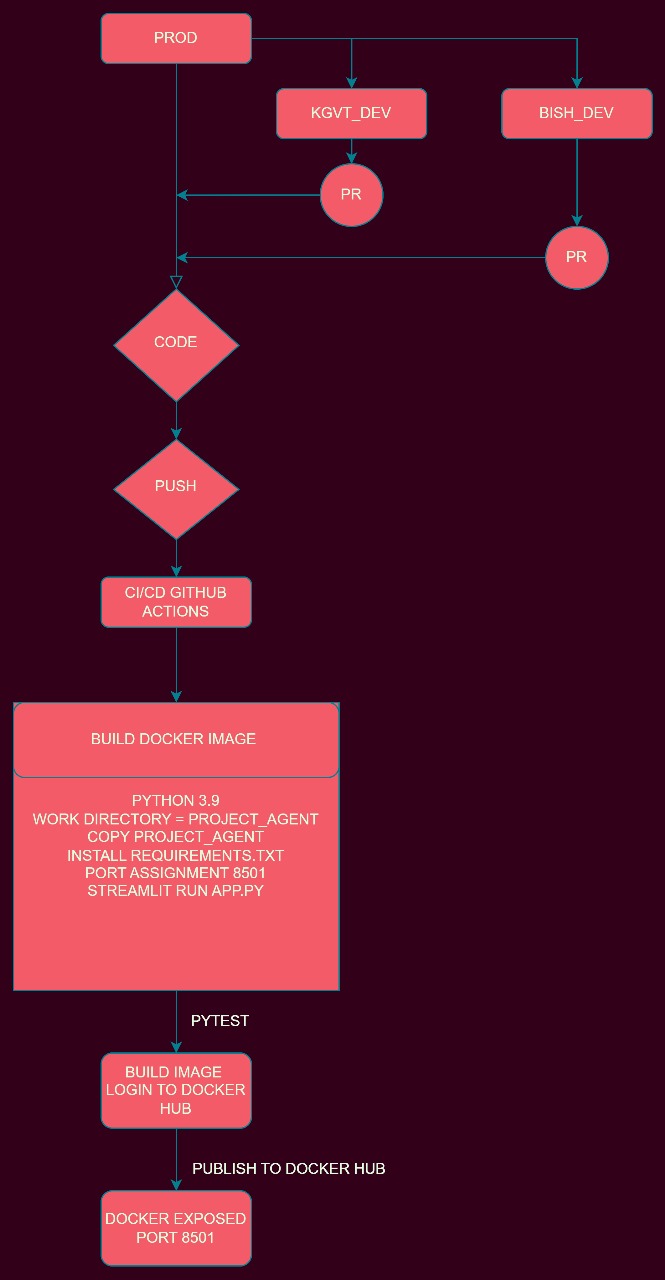 PROD
KGVT_DEV
BISH_DEV
PR
PR
CODE
PUSH
CI/CD GITHUB
ACTIONS
BUILD DOCKER IMAGE
PYTHON 3.9
WORK DIRECTORY = PROJECT_AGENT
COPY PROJECT_AGENT
INSTALL REQUIREMENTS.TXT
PORT ASSIGNMENT 8501
STREAMLIT RUN APP.PY
PYTEST
BUILD IMAGE
LOGIN TO DOCKER
HUB
PUBLISH TO DOCKER HUB
DOCKER EXPOSED
PORT 8501